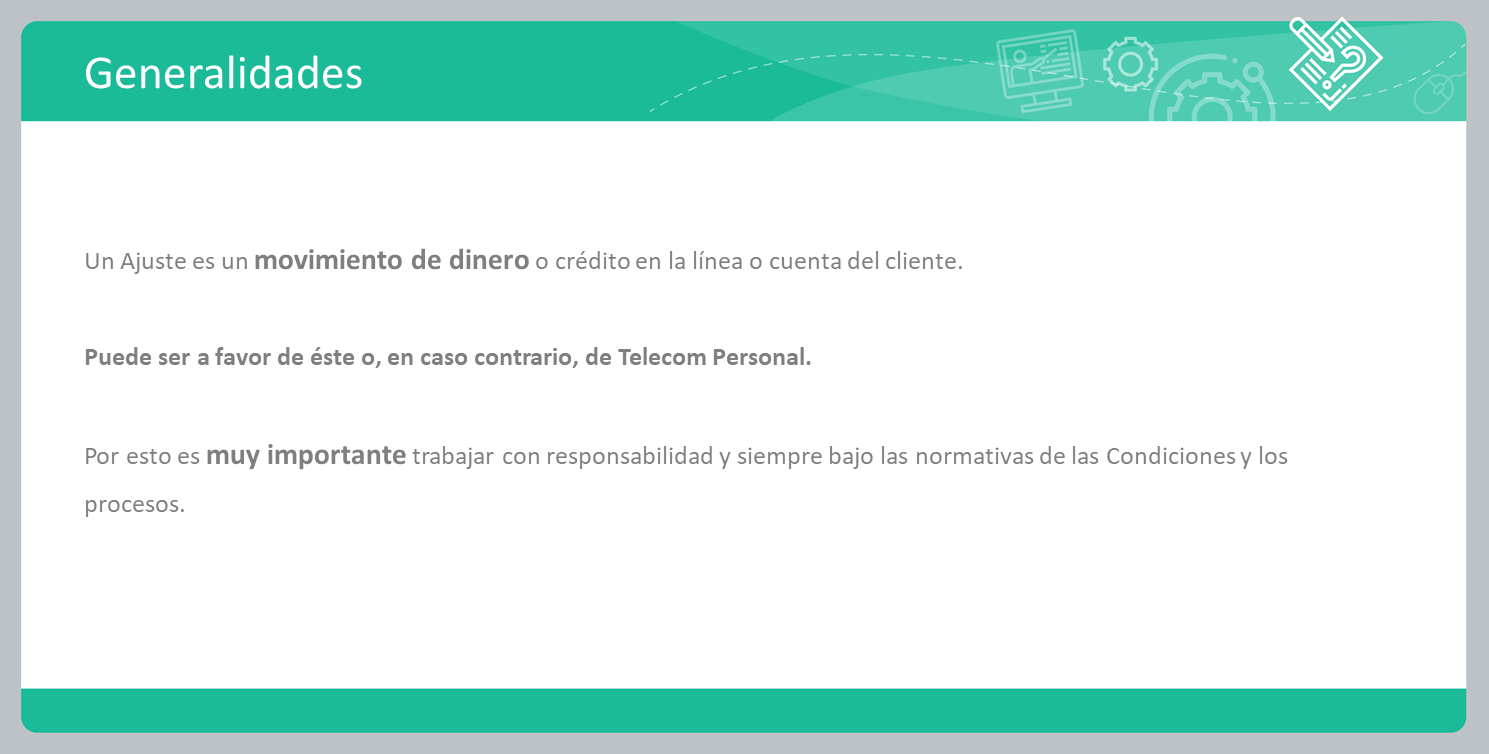 Generalidades
Un Ajuste es un movimiento de dinero o crédito en la línea o cuenta del cliente.
Puede ser a favor de éste o, en caso contrario, de Telecom Personal.
Por esto es muy importante trabajar con responsabilidad y siempre bajo las normativas de las Condiciones y los
procesos.